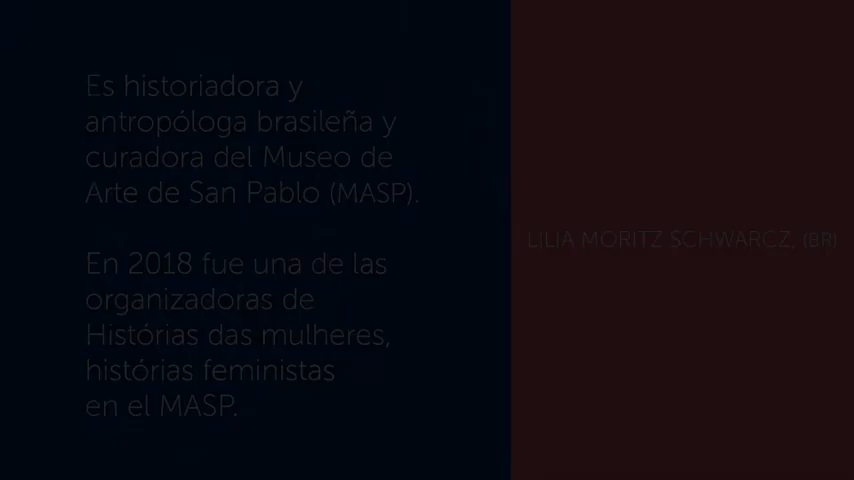 Es historiadora y
antropóloga brasileña y
curadora del Museo de
Arte de San Pablo (MASP).
En 2018 fue una de las
organizadoras de
Histórias das mulheres,
histórias feministas
en el MASP.
LILIA MORITZ SCHWARCZ, (BR)